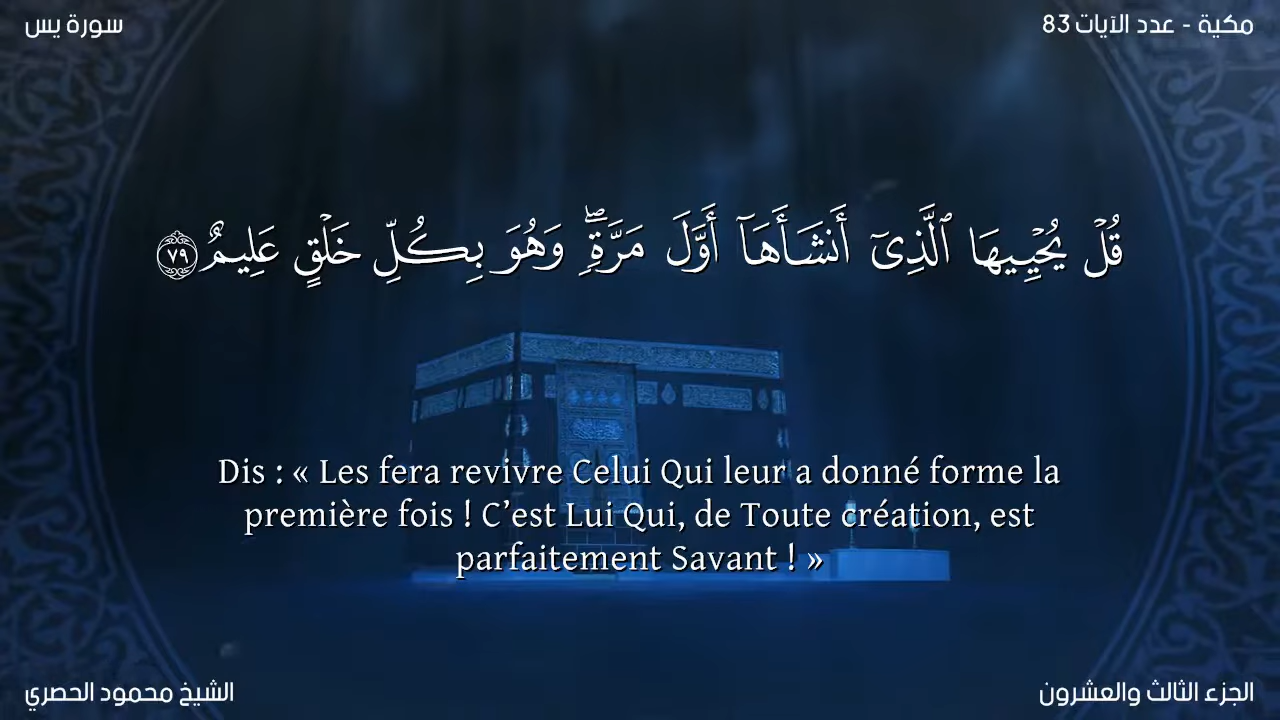 سورة يس
مكية - عدد الآيات 83
قُلْ يُحْيِيهَا ٱلَّذِىٓ أَنشَأَهَآ أَوَّلَ مَرَّةٍۢ ۖ وَهُوَ بِكُلِّ خَلْقٍ عَلِيمٌ ٧٩
Dis : « Les fera revivre Celui Qui leur a donné forme la
première fois ! C’est Lui Qui, de Toute création, est
parfaitement Savant ! »
الشيخ محمود الحصري
الجزء الثالث والعشرون